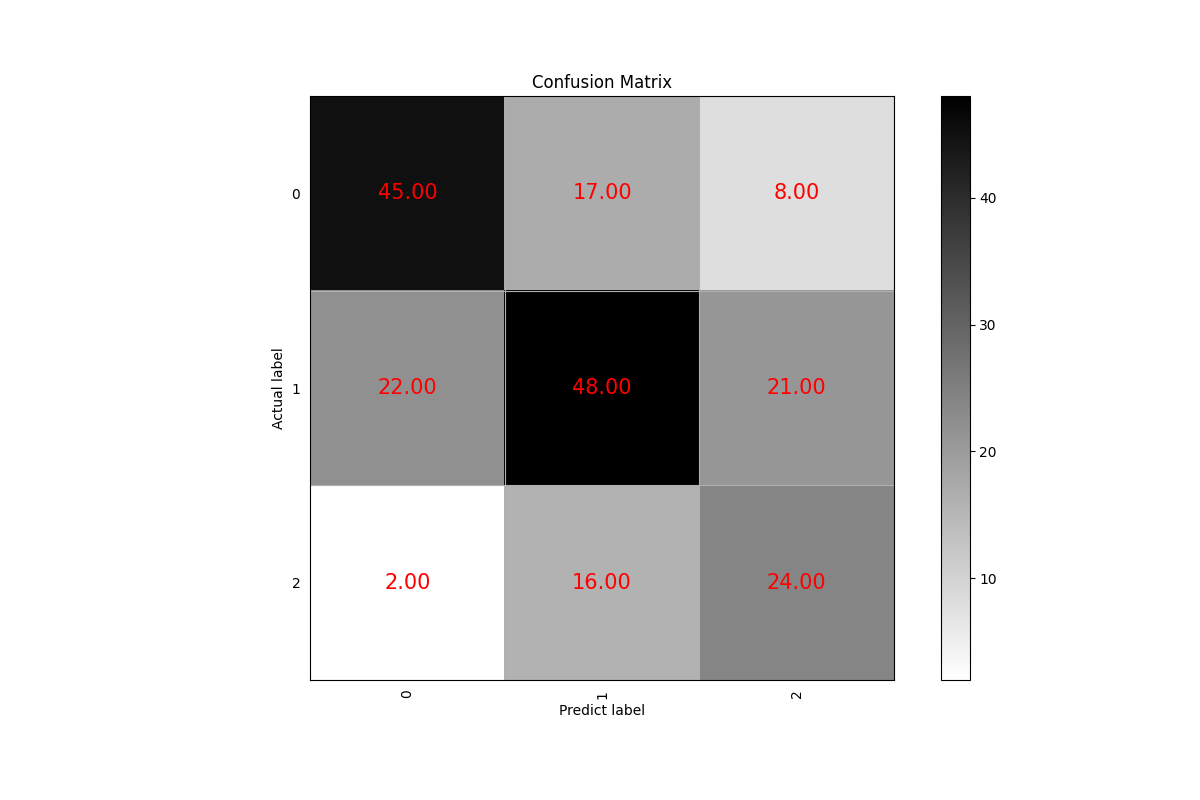 Confusion Matrix
0 45.00 17.00 8.00
1 22.00 48.00 21.00
2 2.00 16.00 24.00
Actual label
0 1 2
Predict label
40
30
20
10